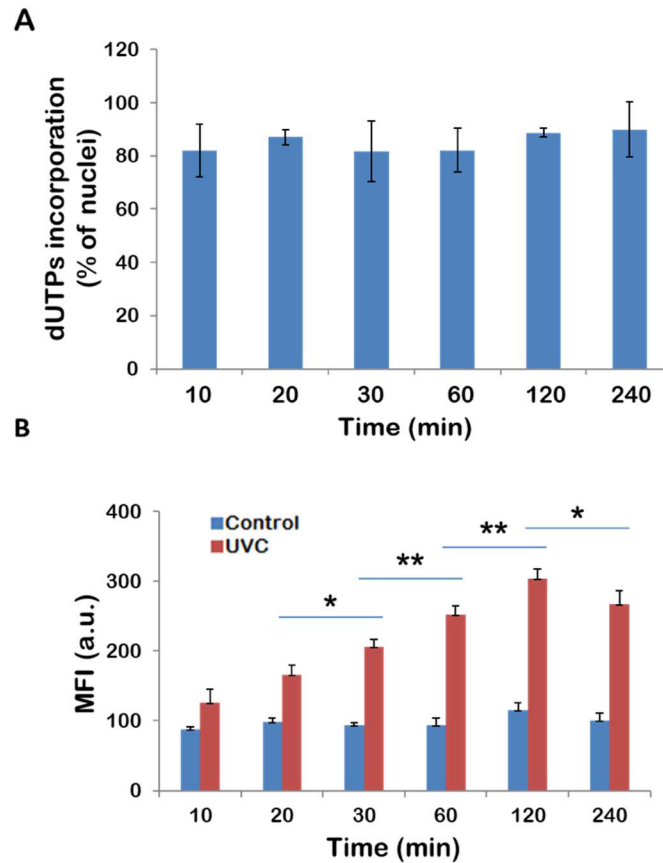 A
dUTPs incorporation
(% of nuclei)
120
100
80
60
40
20
0
10 20 30 60 120 240
Time (min)
B
MFI (a.u.)
400
300
200
100
0
Control
UVC
*
**
**
*
10 20 30 60 120 240
Time (min)